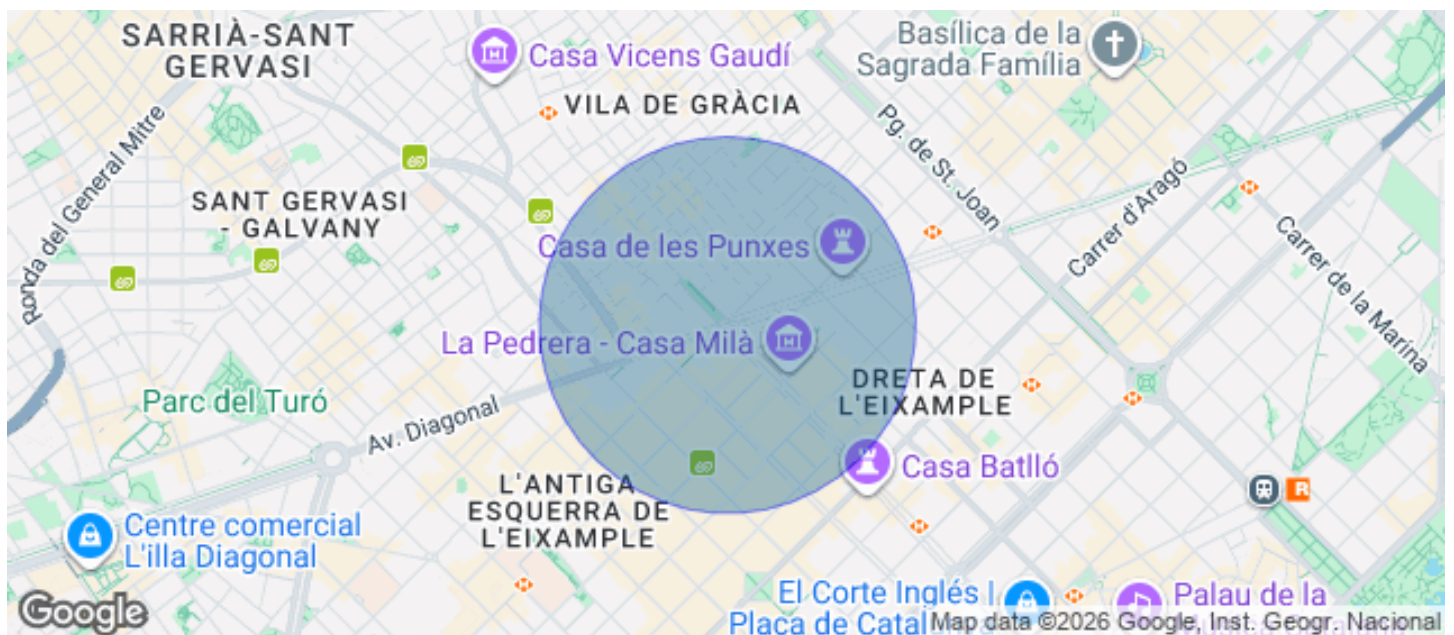 SARRIÀ-SANT
GERVASI
Casa Vicens Gaudí
Basílica de la
Sagrada Família
VILA DE GRÀCIA
Ronda del General Mitre
Pg. de St. Joan
Carrer d'Aragó
SANT GERVASI
- GALVANY
Casa de les Punxes
Carrer de la Marina
La Pedrera - Casa Milà
DRETA DE
L'EIXAMPLE
Parc del Turó
Av. Diagonal
Casa Batlló
L'ANTIGA
ESQUERRA DE
L'EIXAMPLE
R
Centre comercial
L'illa Diagonal
El Corte Inglés |
Plaça de Catal
Palau de la
Google
Map data ©2026 Google, Inst. Geogr. Nacional